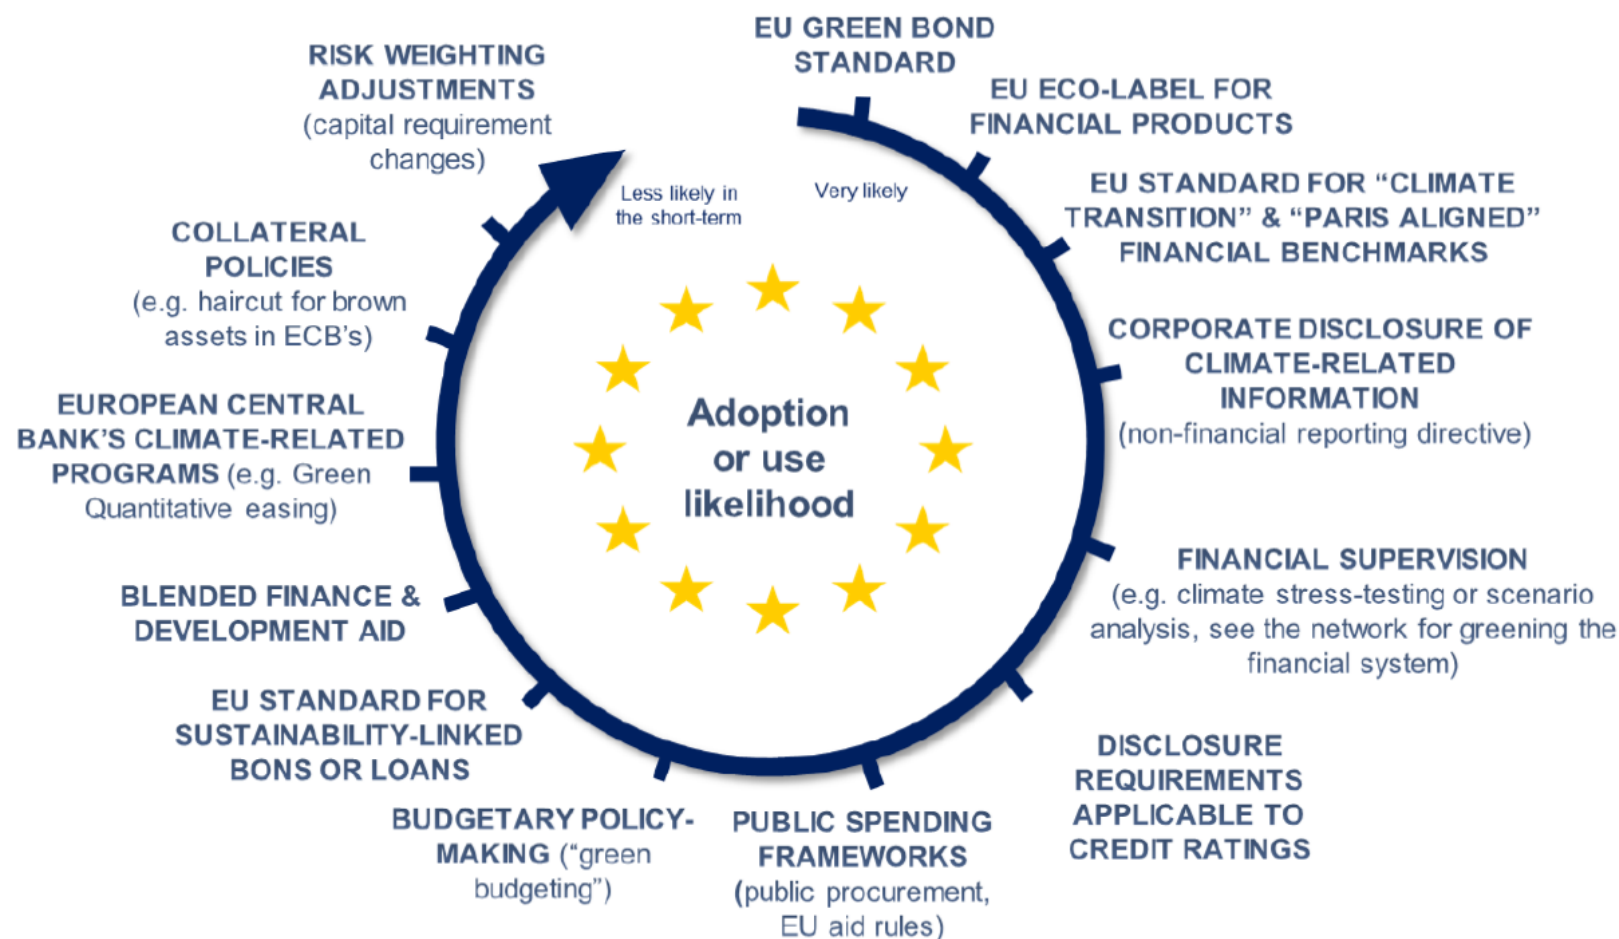 EU GREEN BOND
STANDARD
EU ECO-LABEL FOR
FINANCIAL PRODUCTS
EU STANDARD FOR “CLIMATE
TRANSITION” & “PARIS ALIGNED”
FINANCIAL BENCHMARKS
CORPORATE DISCLOSURE OF
CLIMATE-RELATED
INFORMATION
(non-financial reporting directive)
FINANCIAL SUPERVISION
(e.g. climate stress-testing or scenario
analysis, see the network for greening the
financial system)
DISCLOSURE
REQUIREMENTS
APPLICABLE TO
CREDIT RATINGS
PUBLIC SPENDING
FRAMEWORKS
(public procurement,
EU aid rules)
BUDGETARY POLICY-
MAKING (“green
budgeting”)
EU STANDARD FOR
SUSTAINABILITY-LINKED
BONS OR LOANS
BLENDED FINANCE &
DEVELOPMENT AID
EUROPEAN CENTRAL
BANK’S CLIMATE-RELATED
PROGRAMS (e.g. Green
Quantitative easing)
COLLATERAL
POLICIES
(e.g. haircut for brown
assets in ECB’s)
RISK WEIGHTING
ADJUSTMENTS
(capital requirement
changes)
Less likely in
the short-term
Very likely
Adoption
or use
likelihood